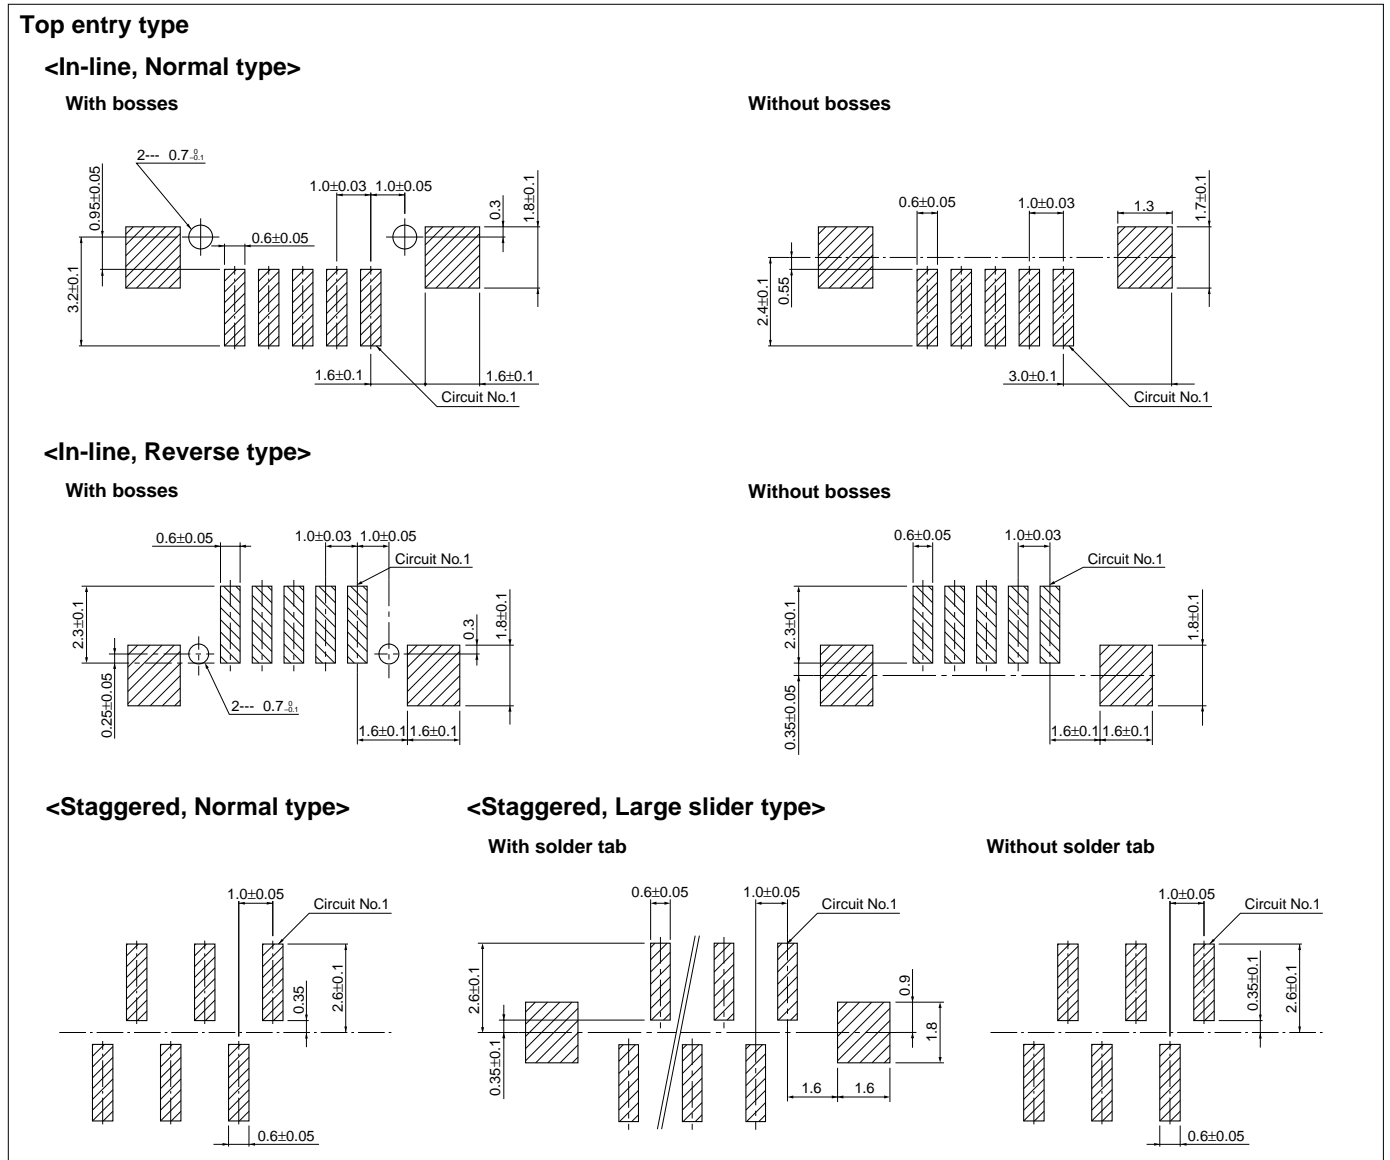 Top entry type
<In-line, Normal type>
With bosses
2--- 0.7 0 –0.1
0.95±0.05
3.2±0.1
0.6±0.05
1.0±0.03 1.0±0.05
0.3
1.8±0.1
1.6±0.1
1.6±0.1
Circuit No.1
Without bosses
0.6±0.05
1.0±0.03
1.3
1.7±0.1
2.4±0.1
0.55
3.0±0.1
Circuit No.1
<In-line, Reverse type>
With bosses
0.6±0.05
1.0±0.03 1.0±0.05
Circuit No.1
2.3±0.1
0.25±0.05
2--- 0.7 0 –0.1
0.3
1.8±0.1
1.6±0.1 1.6±0.1
Without bosses
0.6±0.05
1.0±0.03
Circuit No.1
2.3±0.1
0.35±0.05
1.8±0.1
1.6±0.1 1.6±0.1
<Staggered, Normal type>
1.0±0.05
Circuit No.1
0.35
2.6±0.1
0.6±0.05
<Staggered, Large slider type>
With solder tab
0.6±0.05
1.0±0.05
Circuit No.1
2.6±0.1
0.35±0.1
0.9
1.8
1.6
1.6
Without solder tab
1.0±0.05
Circuit No.1
0.35±0.1
2.6±0.1
0.6±0.05